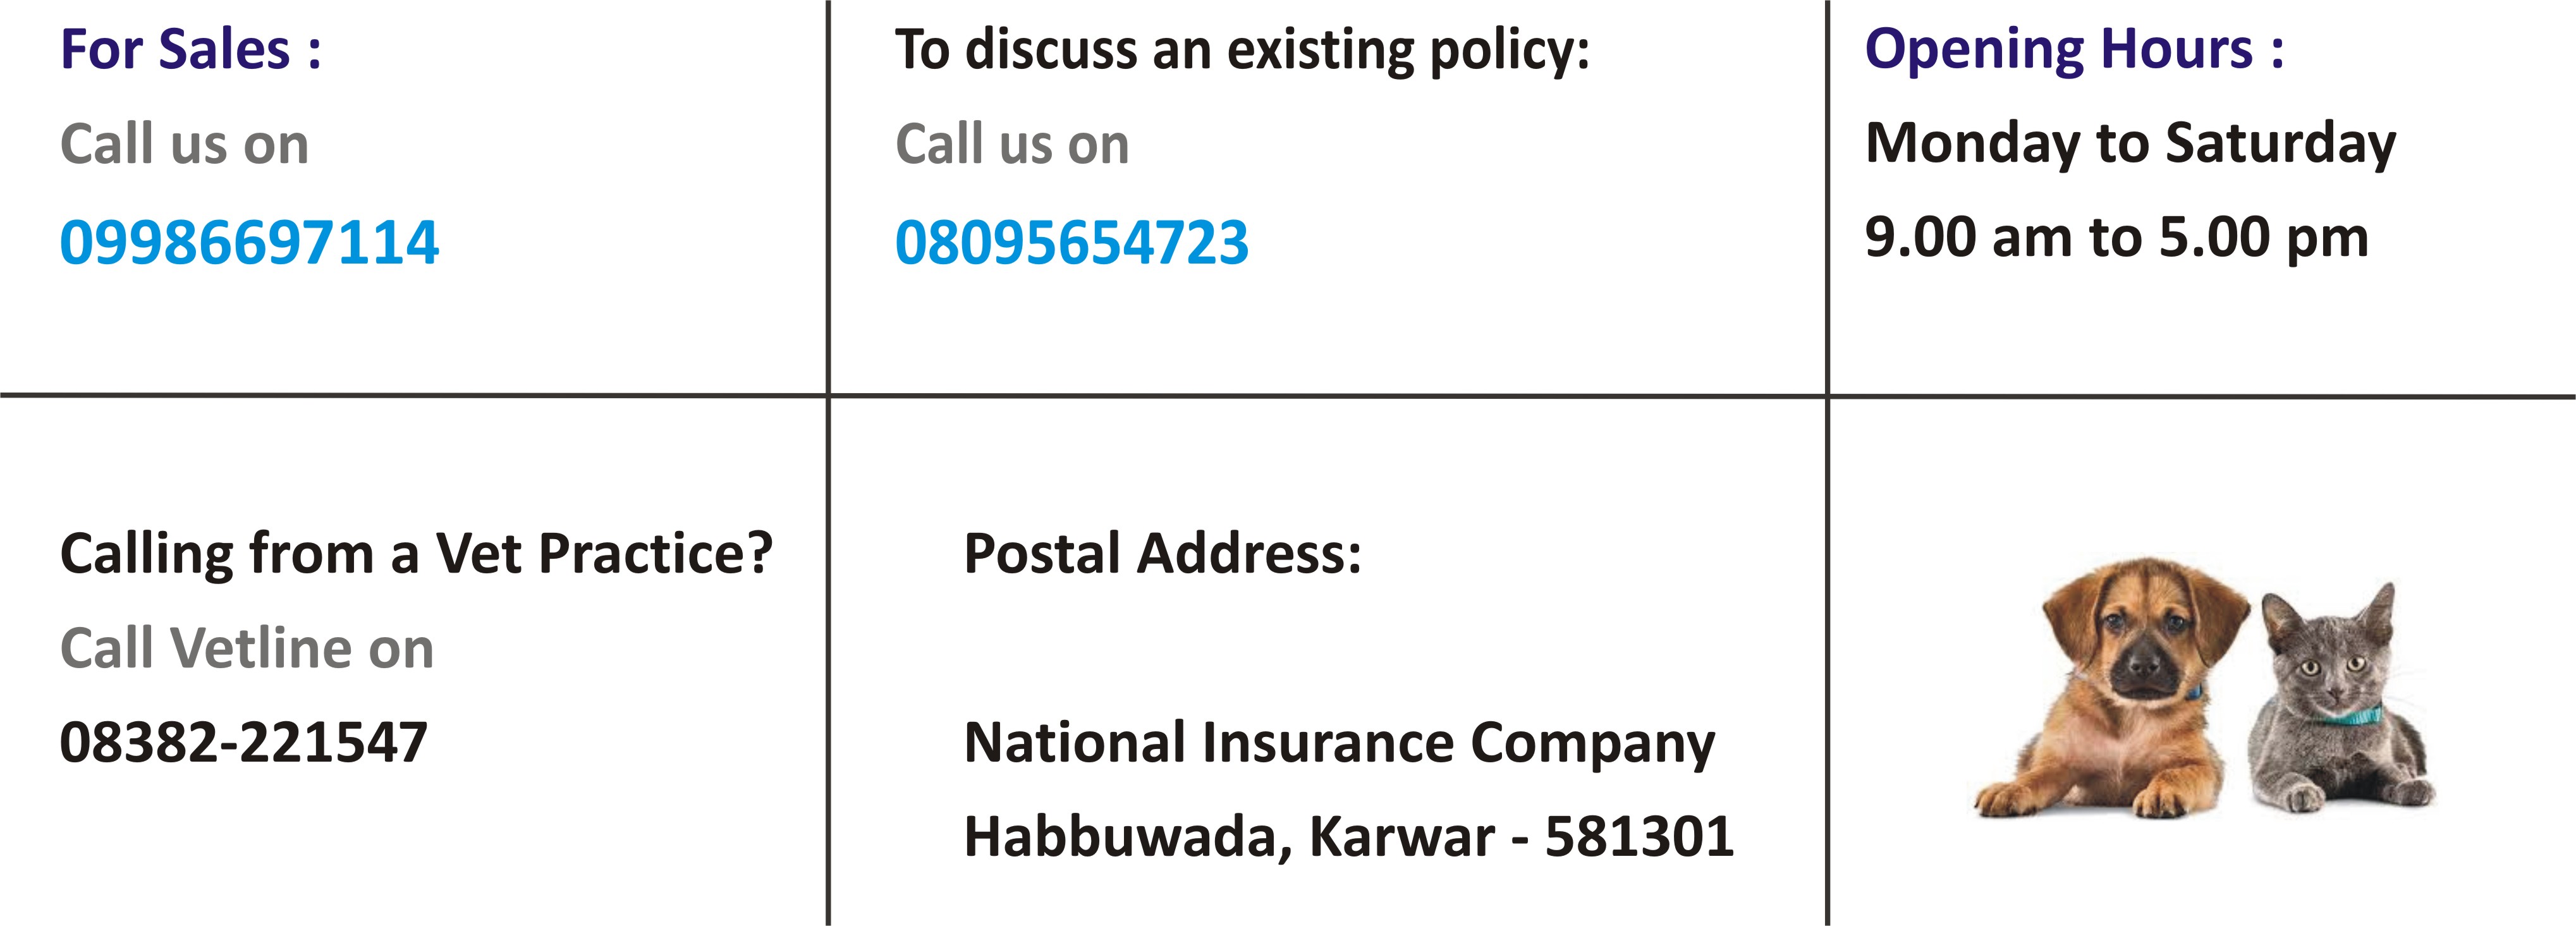 For Sales :
Call us on
09986697114
To discuss an existing policy:
Call us on
08095654723
Opening Hours :
Monday to Saturday
9.00 am to 5.00 pm
Calling from a Vet Practice?
Call Vetline on
08382-221547
Postal Address:
National Insurance Company
Habbuwada, Karwar - 581301